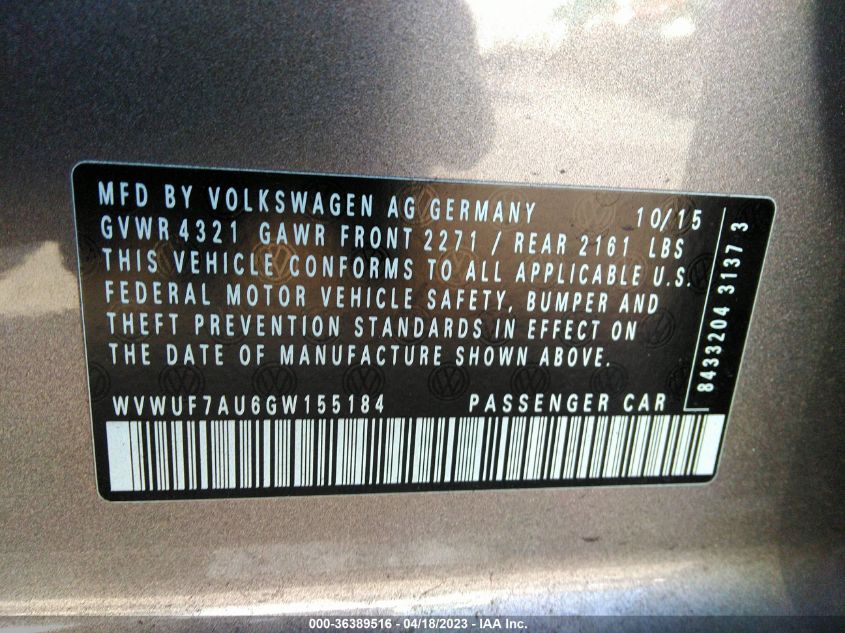 MFD BY VOLKSWAGEN AG GERMANY 10/15
GVWR 4321 GAWR FRONT 2271 / REAR 2161 LBS
THIS VEHICLE CONFORMS TO ALL APPLICABLE U.S.
FEDERAL MOTOR VEHICLE SAFETY, BUMPER AND
THEFT PREVENTION STANDARDS IN EFFECT ON
THE DATE OF MANUFACTURE SHOWN ABOVE.
WVWUF7AU6GW155184 PASSENGER CAR
8433204 3137 3
000-36389516 - 04/18/2023 - IAA Inc.